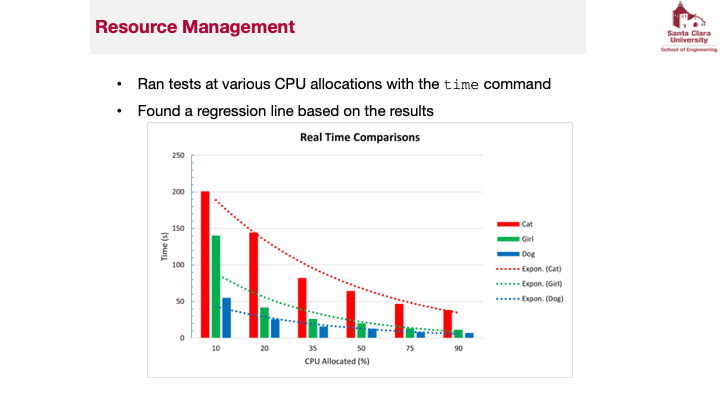 Resource Management
Santa Clara
University
School of Engineering
• Ran tests at various CPU allocations with the time command
• Found a regression line based on the results
Real Time Comparisons
250
200
150
100
50
0
Time (s)
10 20 35 50 75 90
CPU Allocated (%)
Cat
Girl
Dog
Expon. (Cat)
Expon. (Girl)
Expon. (Dog)